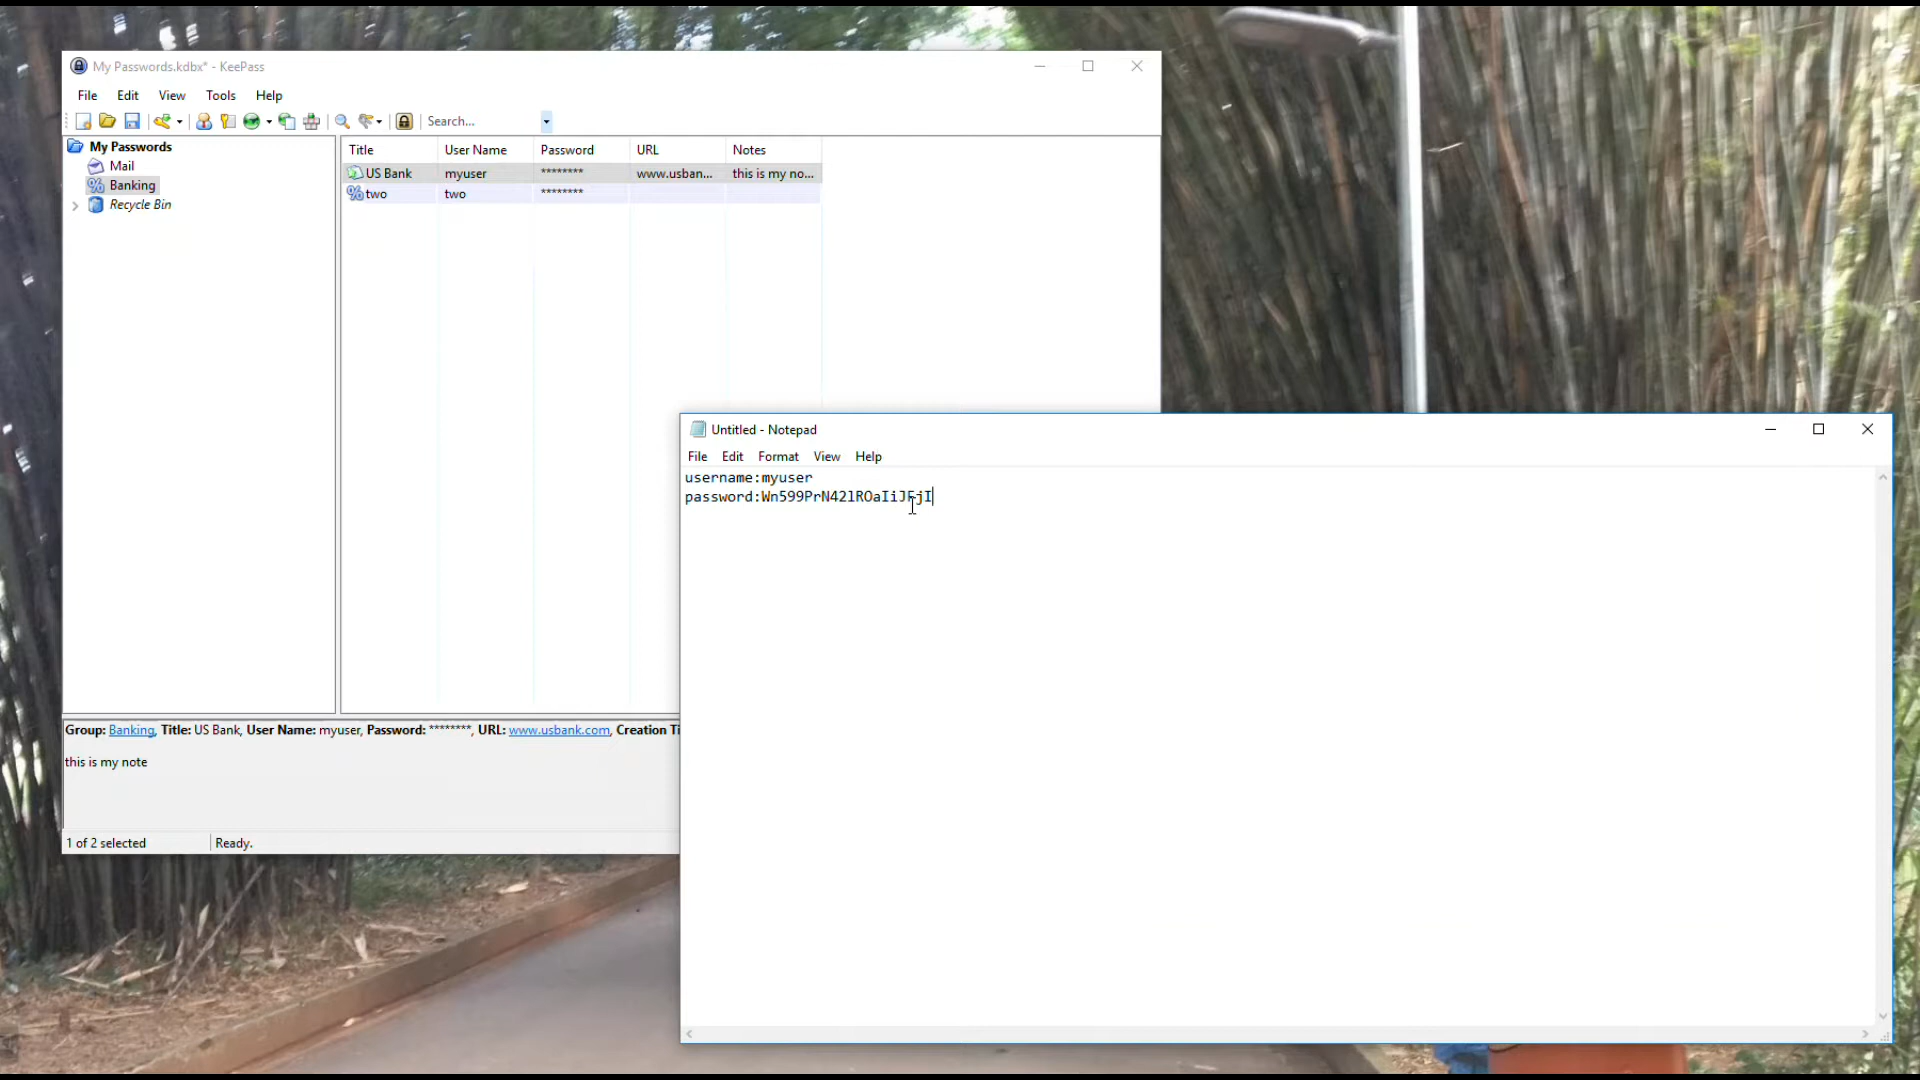 My Passwords.kdbx* - KeePass
File Edit View Tools Help
Search...
My Passwords
Mail
Banking
Recycle Bin
Title User Name Password URL Notes
US Bank myuser ******** www.usban... this is my no...
two two ********
Group: Banking, Title: US Bank, User Name: myuser, Password: ********, URL: www.usbank.com, Creation Ti
this is my note
1 of 2 selected Ready.
Untitled - Notepad
File Edit Format View Help
username:myuser